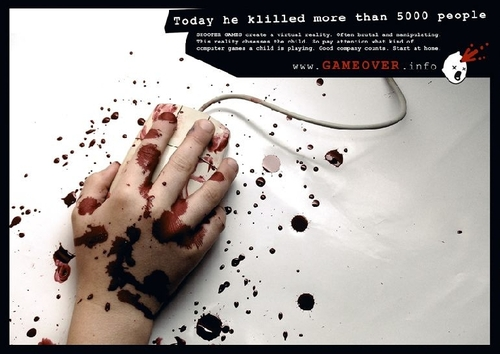 Today he klilled more than 5000 people
SHOOTER GAMES create a virtual reality. Often brutal and manipulating
This reality obsesses the child. So pay attention what kind of
computer games a child is playing. Good company counts. Start at home
www.GAMEOVER.info